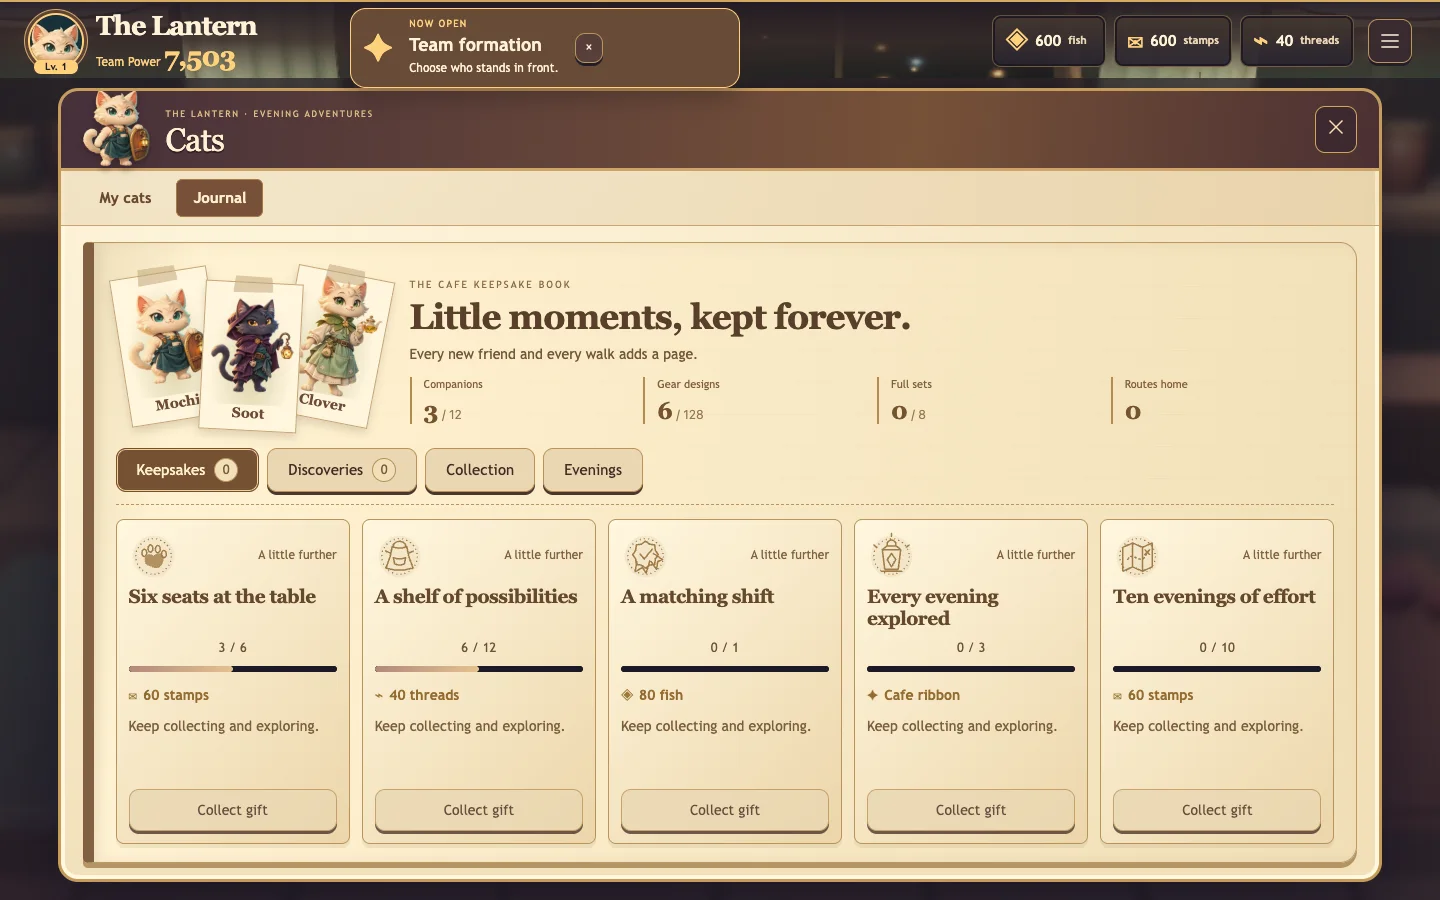 The Lantern
Lv. 1
Team Power 7,503
NOW OPEN
Team formation
Choose who stands in front.
×
600 fish
600 stamps
40 threads
THE LANTERN · EVENING ADVENTURES
Cats
My cats
Journal
Mochi
Soot
Clover
THE CAFE KEEPSAKE BOOK
Little moments, kept forever.
Every new friend and every walk adds a page.
Companions
3 / 12
Gear designs
6 / 128
Full sets
0 / 8
Routes home
0
Keepsakes 0
Discoveries 0
Collection
Evenings
A little further
Six seats at the table
3 / 6
60 stamps
Keep collecting and exploring.
Collect gift
A little further
A shelf of possibilities
6 / 12
40 threads
Keep collecting and exploring.
Collect gift
A little further
A matching shift
0 / 1
80 fish
Keep collecting and exploring.
Collect gift
A little further
Every evening
explored
0 / 3
Cafe ribbon
Keep collecting and exploring.
Collect gift
A little further
Ten evenings of effort
0 / 10
60 stamps
Keep collecting and exploring.
Collect gift